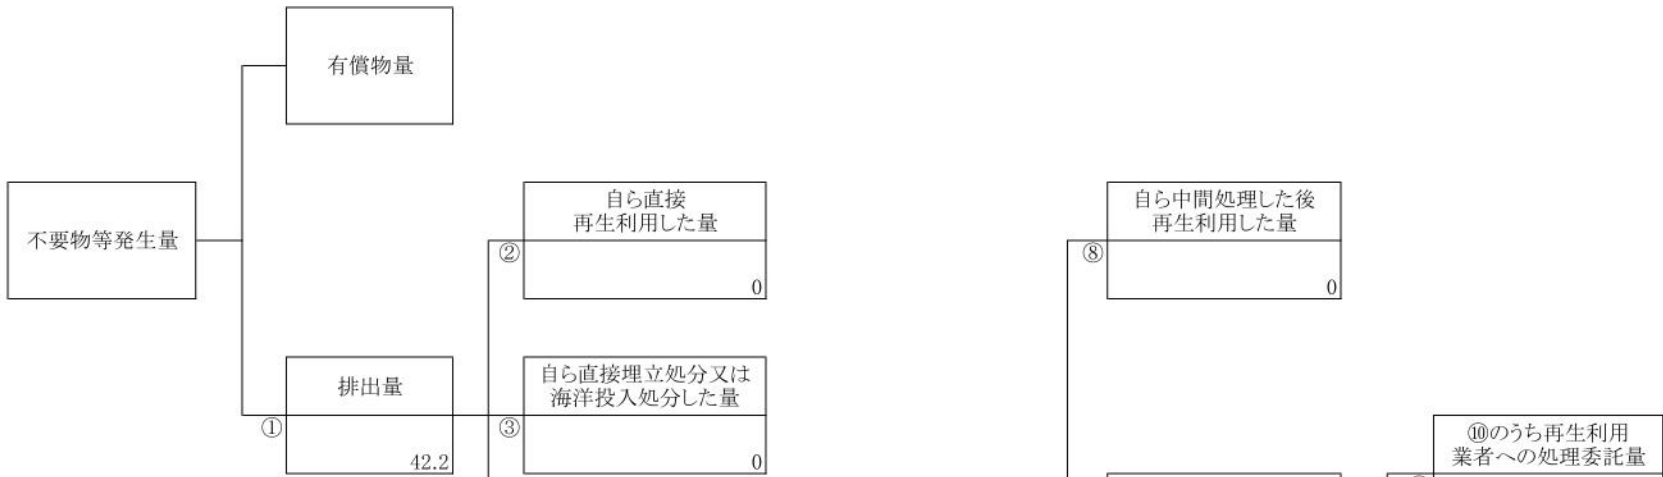 有償物量
不要物等発生量
自ら直接
再生利用した量
②
0
自ら中間処理した後
再生利用した量
⑧
0
排出量
①
42.2
自ら直接埋立処分又は
海洋投入処分した量
③
0
⑩のうち再生利用
業者への処理委託量